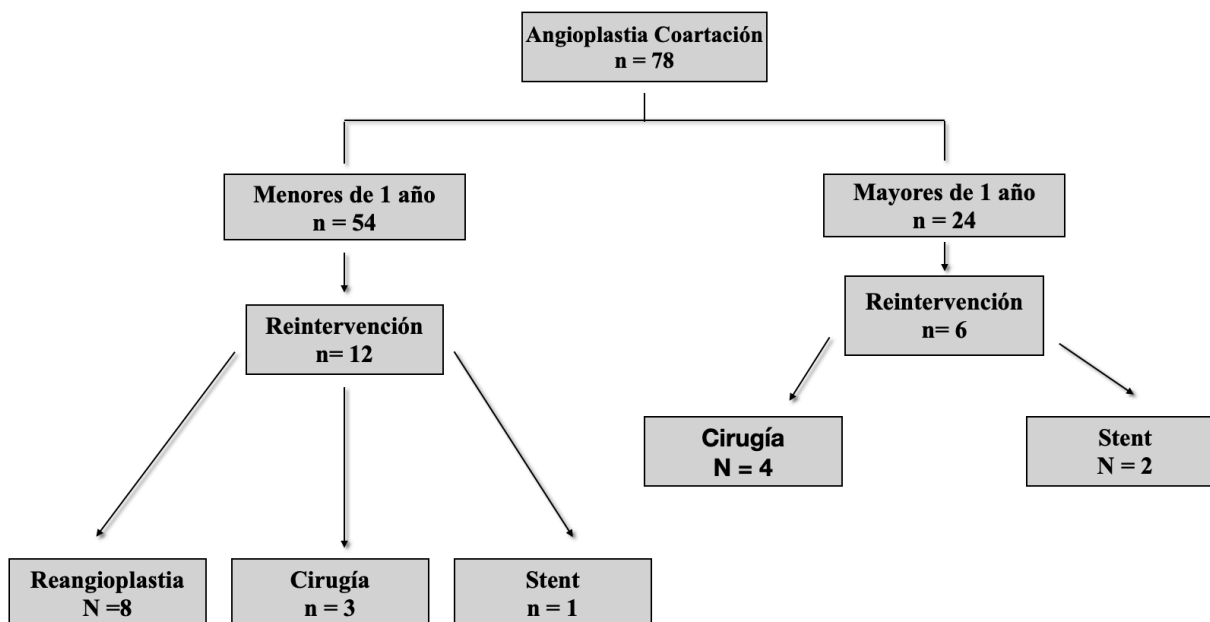 Angioplastia Coartación
n = 78
Menores de 1 año
n = 54
Mayores de 1 año
n = 24
Reintervención
n= 12
Reintervención
n= 6
Cirugía
N = 4
Stent
N = 2
Reangioplastia
N =8
Cirugía
n = 3
Stent
n = 1